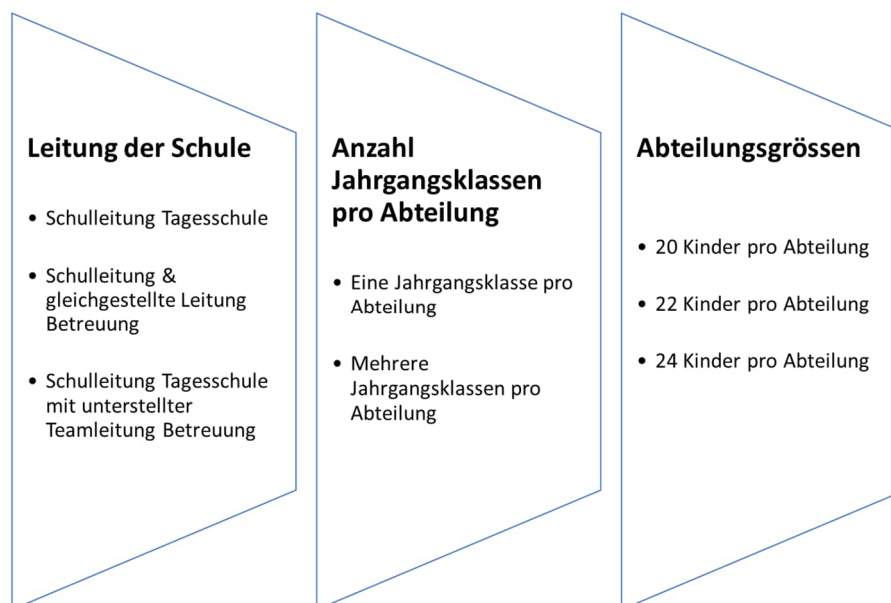 Leitung der Schule
• Schulleitung Tagesschule
• Schulleitung &
gleichgestellte Leitung
Betreuung
• Schulleitung Tagesschule
mit unterstellter
Teamleitung Betreuung
Anzahl
Jahrgangsklassen
pro Abteilung
• Eine Jahrgangsklasse pro
Abteilung
• Mehrere
Jahrgangsklassen pro
Abteilung
Abteilungsgrössen
• 20 Kinder pro Abteilung
• 22 Kinder pro Abteilung
• 24 Kinder pro Abteilung